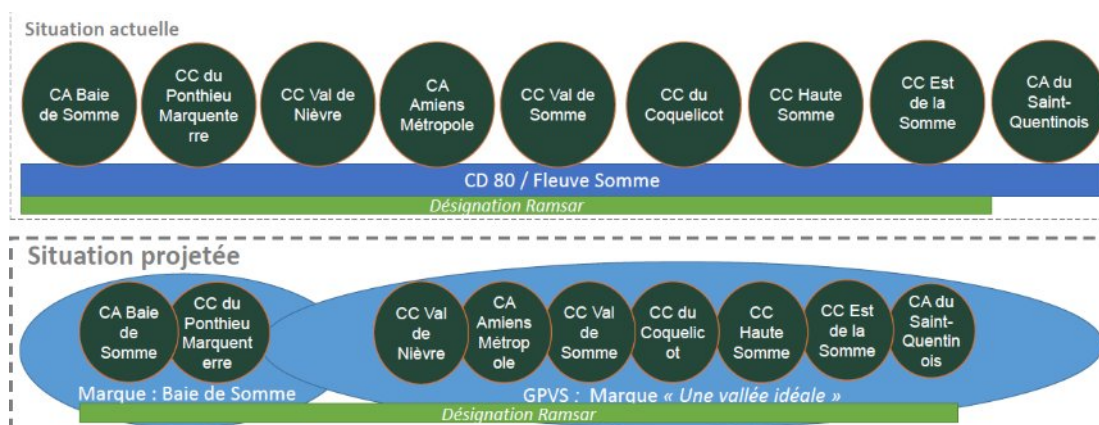 Situation actuelle
CA Baie
de Somme
CC du
Ponthieu
Marquente
rre
CC Val de
Nièvre
CA
Amiens
Métropole
CC Val de
Somme
CC du
Coquelicot
CC Haute
Somme
CC Est
de la
Somme
CA du
Saint-
Quentinois
CD 80 / Fleuve Somme
Désignation Ramsar
Situation projetée
CA Baie
de
Somme
CC du
Ponthieu
Marquent
erre
CC Val
de
Nièvre
CA
Amiens
Métrop
ole
CC Val
de
Somme
CC du
Coquelic
ot
CC
Haute
Somme
CC Est
de la
Somme
CA du
Saint-
Quentin
ois
Marque : Baie de Somme
GPVS : Marque « Une vallée idéale »
Désignation Ramsar